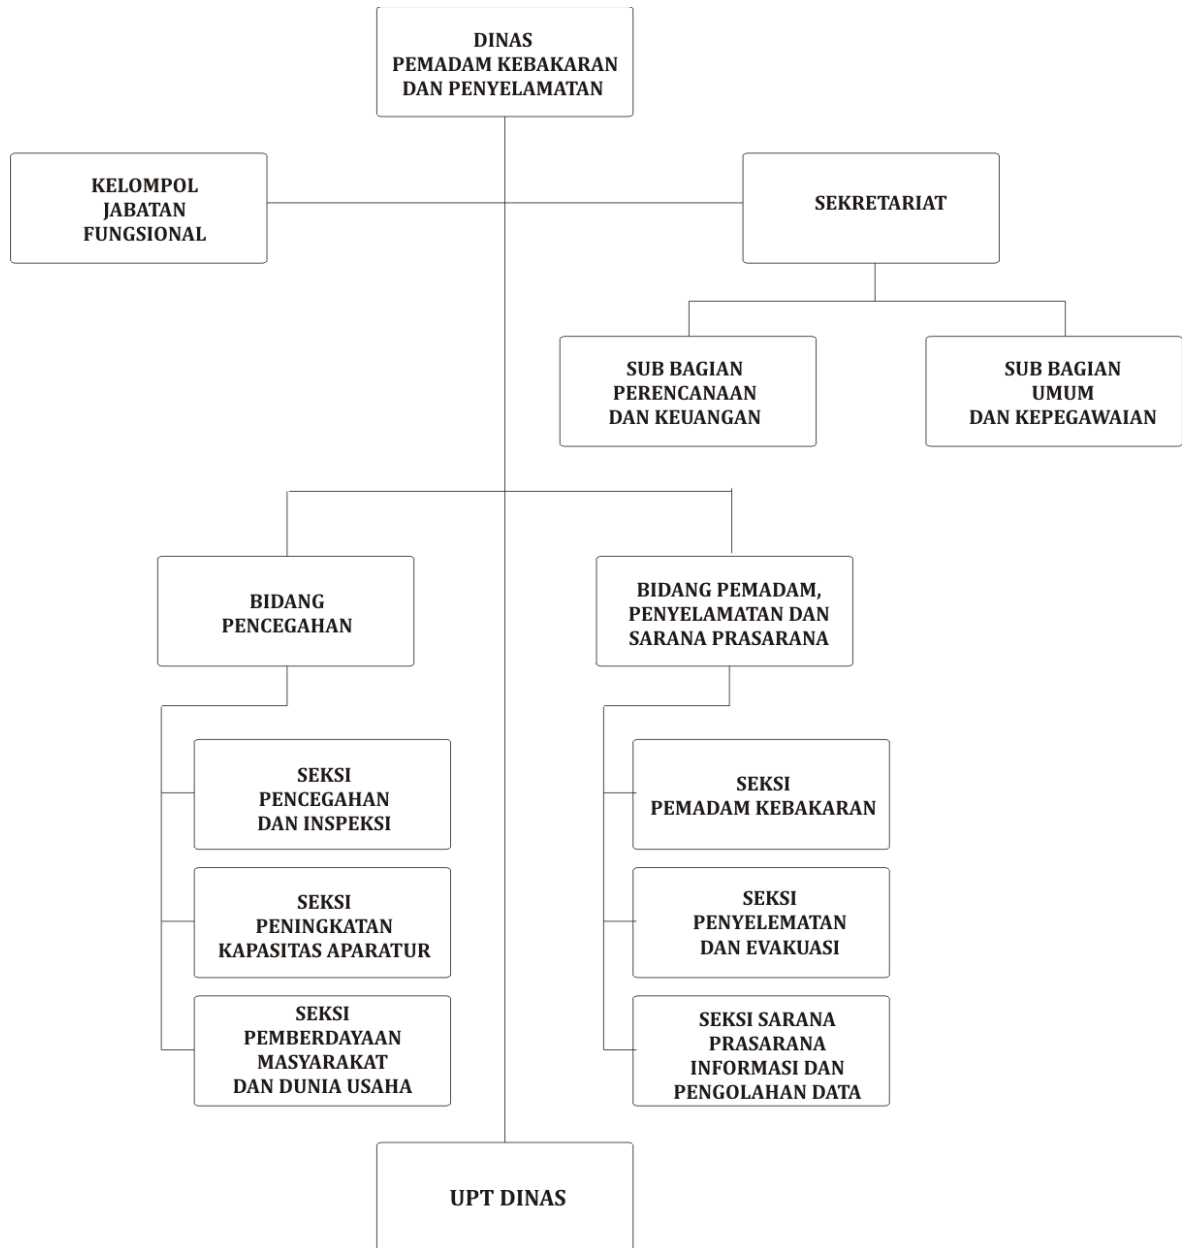 DINAS
PEMADAM KEBAKARAN
DAN PENYELAMATAN
KELOMPOL
JABATAN
FUNGSIONAL
SEKRETARIAT
SUB BAGIAN
PERENCANAAN
DAN KEUANGAN
SUB BAGIAN
UMUM
DAN KEPEGAWAIAN
BIDANG
PENCEGAHAN
BIDANG PEMADAM,
PENYELAMATAN DAN
SARANA PRASARANA
SEKSI
PENCEGAHAN
DAN INSPEKSI
SEKSI
PENINGKATAN
KAPASITAS APARATUR
SEKSI
PEMBERDAYAAN
MASYARAKAT
DAN DUNIA USAHA
SEKSI
PEMADAM KEBAKARAN
SEKSI
PENYELEMATAN
DAN EVAKUASI
SEKSI SARANA
PRASARANA
INFORMASI DAN
PENGOLAHAN DATA
UPT DINAS